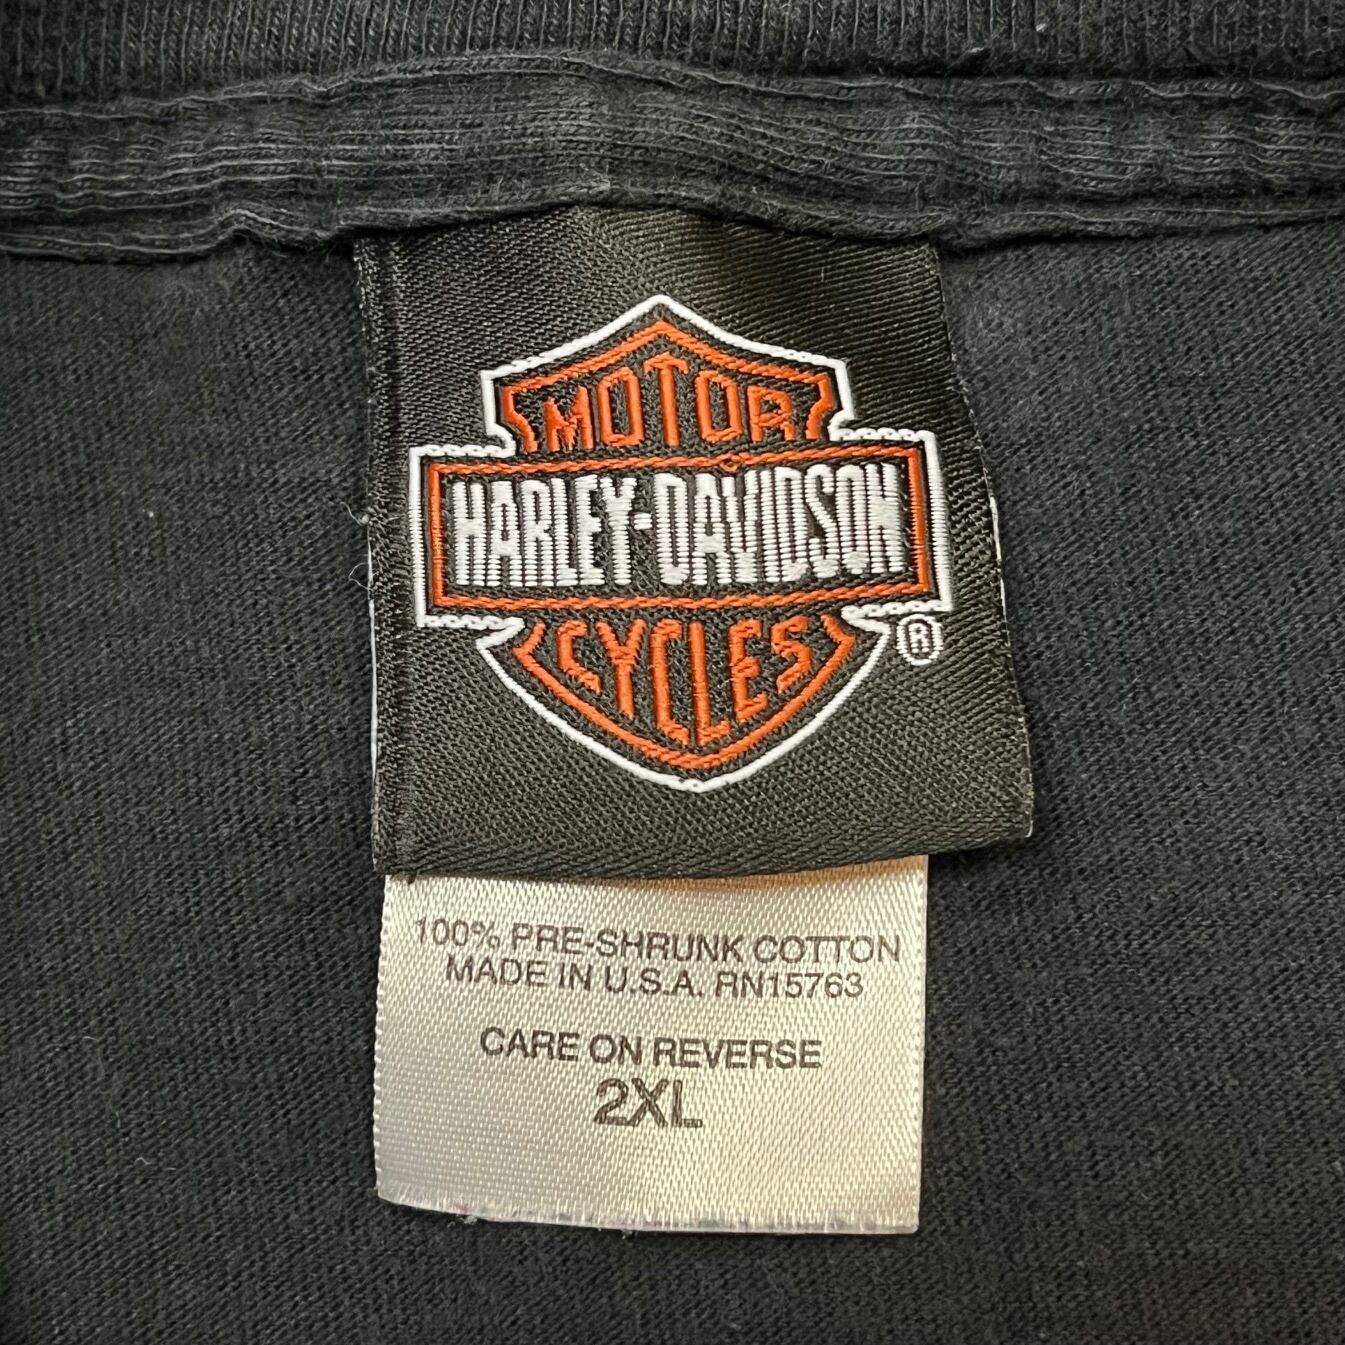 MOTOR
HARLEY-DAVIDSON
CYCLES
®
100% PRE-SHRUNK COTTON
MADE IN U.S.A. RN15763
CARE ON REVERSE
2XL